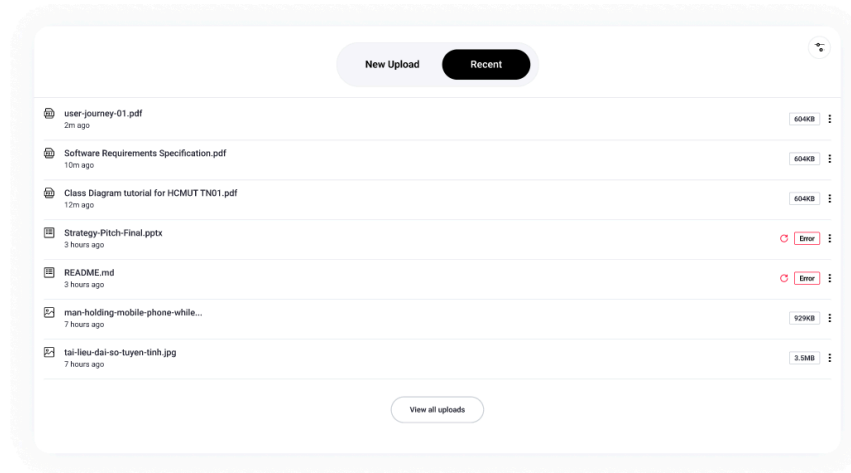 New Upload
Recent
user-journey-01.pdf
2m ago
604KB
Software Requirements Specification.pdf
10m ago
604KB
Class Diagram tutorial for HCMUT TN01.pdf
12m ago
604KB
Strategy-Pitch-Final.pptx
3 hours ago
Error
README.md
3 hours ago
Error
man-holding-mobile-phone-while...
7 hours ago
929KB
tai-lieu-dai-so-tuyen-tinh.jpg
7 hours ago
3.5MB
View all uploads